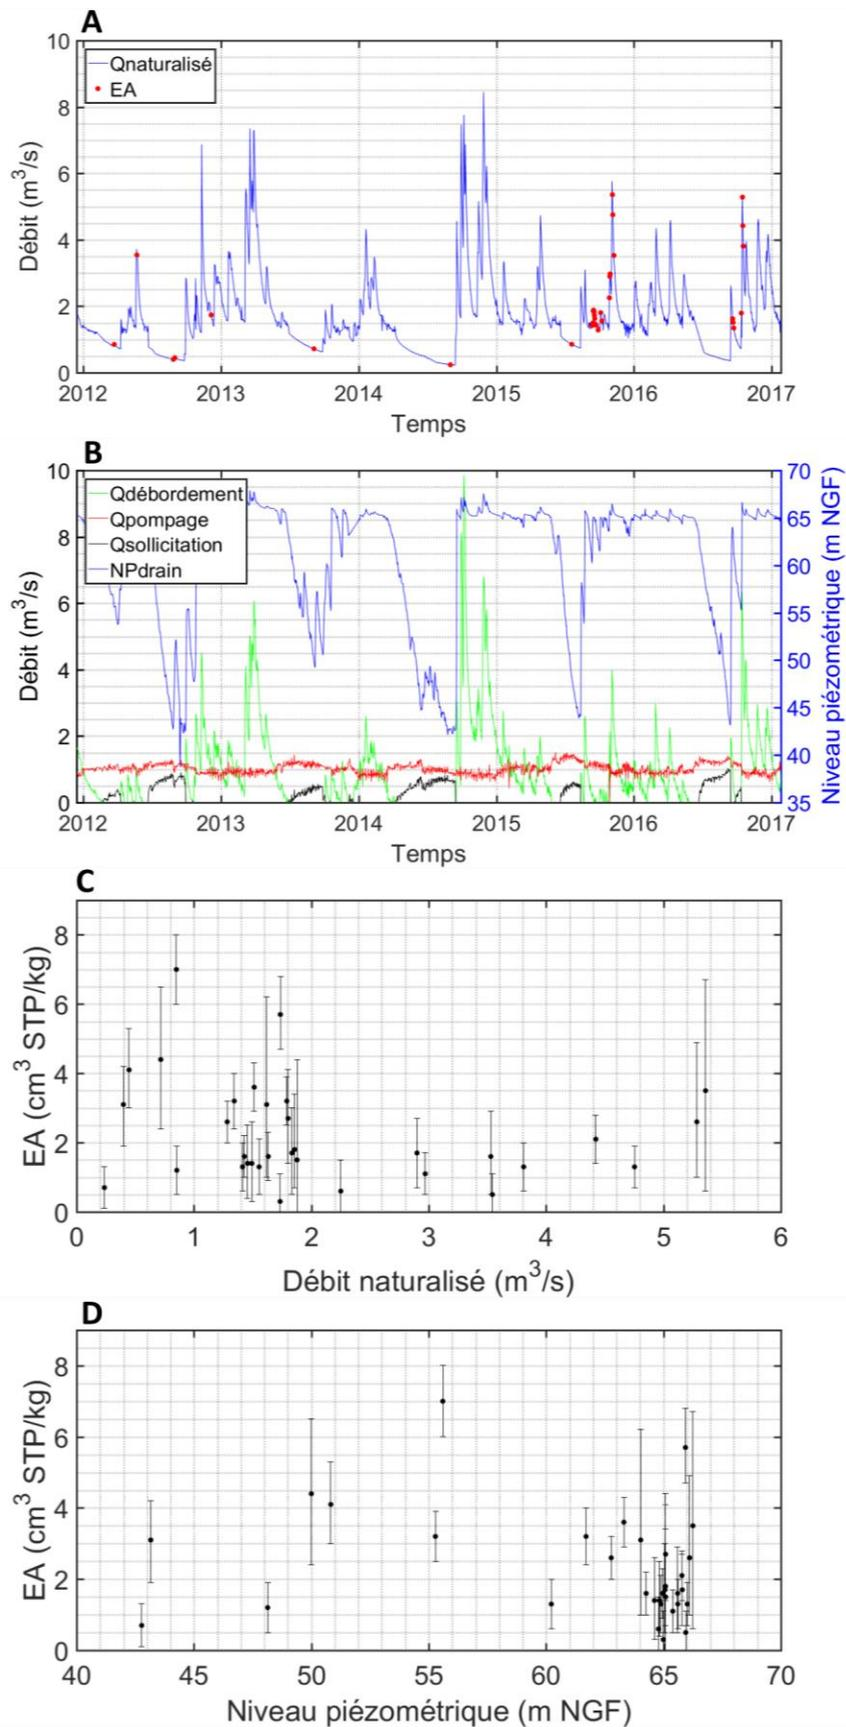 A
10
8
6
4
2
0
Débit (m³/s)
Qnaturalisé
EA
2012 2013 2014 2015 2016 2017
Temps
B
10
8
6
4
2
0
Débit (m³/s)
Qdébordement
Qpompage
Qsollicitation
NPdrain
70
65
60
55
50
45
40
35
Niveau piézométrique (m NGF)
2012 2013 2014 2015 2016 2017
Temps
C
8
6
4
2
0
EA (cm³ STP/kg)
0 1 2 3 4 5 6
Débit naturalisé (m³/s)
D
8
6
4
2
0
EA (cm³ STP/kg)
40 45 50 55 60 65 70
Niveau piézométrique (m NGF)